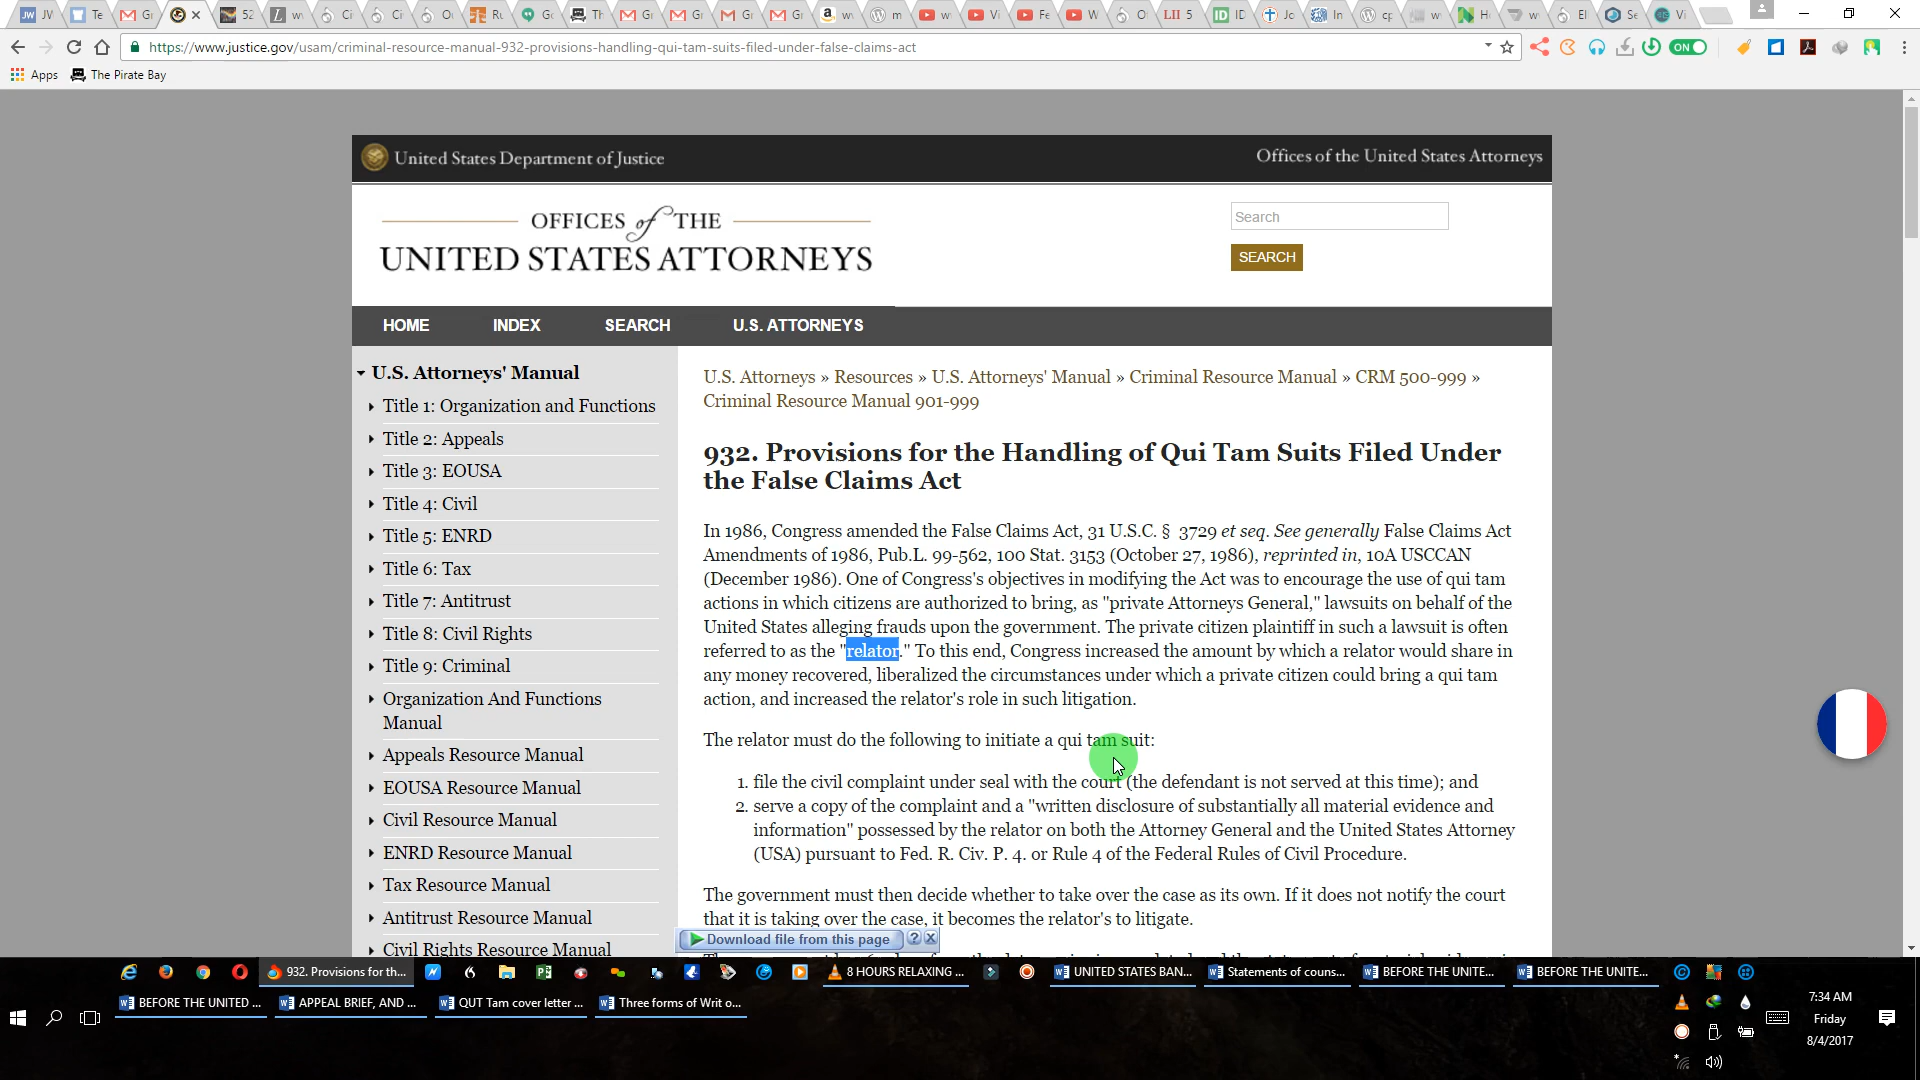 JV
Te
G
52
L w
Ci
Ci
O
Ru
Gc
Th
G
G
G
G
w
m
w
Vi
Fe
W
O
LII 5
ID
Jo
In
cp
w
H
w
El
Se
Vi
https://www.justice.gov/usam/criminal-resource-manual-932-provisions-handling-qui-tam-suits-filed-under-false-claims-act
ON
Apps The Pirate Bay
United States Department of Justice
Offices of the United States Attorneys
OFFICES of THE
UNITED STATES ATTORNEYS
Search
SEARCH
HOME INDEX SEARCH U.S. ATTORNEYS
U.S. Attorneys' Manual
Title 1: Organization and Functions
Title 2: Appeals
Title 3: EOUSA
Title 4: Civil
Title 5: ENRD
Title 6: Tax
Title 7: Antitrust
Title 8: Civil Rights
Title 9: Criminal
Organization And Functions
Manual
Appeals Resource Manual
EOUSA Resource Manual
Civil Resource Manual
ENRD Resource Manual
Tax Resource Manual
Antitrust Resource Manual
Civil Rights Resource Manual
U.S. Attorneys » Resources » U.S. Attorneys' Manual » Criminal Resource Manual » CRM 500-999 »
Criminal Resource Manual 901-999
932. Provisions for the Handling of Qui Tam Suits Filed Under
the False Claims Act
In 1986, Congress amended the False Claims Act, 31 U.S.C. § 3729 et seq. See generally False Claims Act
Amendments of 1986, Pub.L. 99-562, 100 Stat. 3153 (October 27, 1986), reprinted in, 10A USCCAN
(December 1986). One of Congress's objectives in modifying the Act was to encourage the use of qui tam
actions in which citizens are authorized to bring, as "private Attorneys General," lawsuits on behalf of the
United States alleging frauds upon the government. The private citizen plaintiff in such a lawsuit is often
referred to as the "relator." To this end, Congress increased the amount by which a relator would share in
any money recovered, liberalized the circumstances under which a private citizen could bring a qui tam
action, and increased the relator's role in such litigation.
The relator must do the following to initiate a qui tam suit:
1. file the civil complaint under seal with the court (the defendant is not served at this time); and
2. serve a copy of the complaint and a "written disclosure of substantially all material evidence and
information" possessed by the relator on both the Attorney General and the United States Attorney
(USA) pursuant to Fed. R. Civ. P. 4. or Rule 4 of the Federal Rules of Civil Procedure.
The government must then decide whether to take over the case as its own. If it does not notify the court
that it is taking over the case, it becomes the relator's to litigate.
Download file from this page ?
932. Provisions for th...
8 HOURS RELAXING ...
UNITED STATES BAN...
Statements of couns...
BEFORE THE UNITE...
BEFORE THE UNITE...
BEFORE THE UNITED ...
APPEAL BRIEF, AND ...
QUT Tam cover letter ...
Three forms of Writ o...
7:34 AM
Friday
8/4/2017